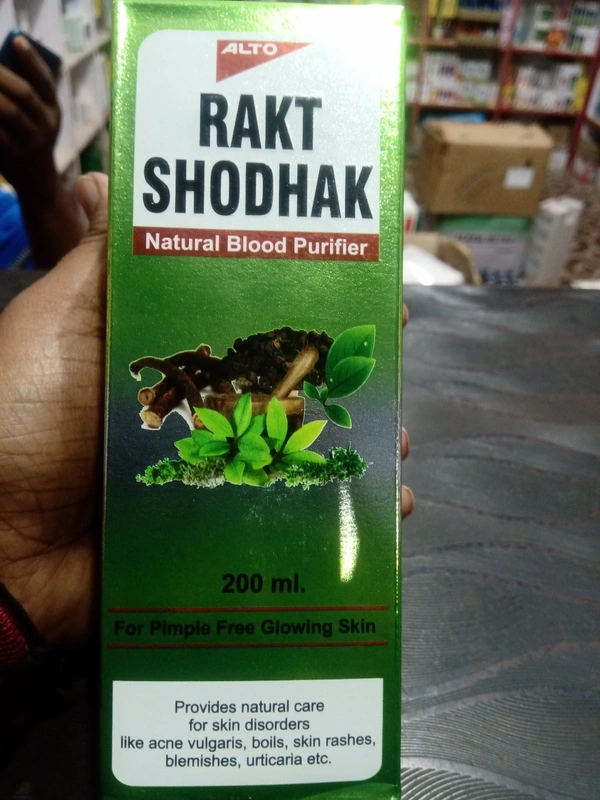 ALTO
RAKT
SHODHAK
Natural Blood Purifier
200 ml.
For Pimple Free Glowing Skin
Provides natural care
for skin disorders
like acne vulgaris, boils, skin rashes,
blemishes, urticaria etc.